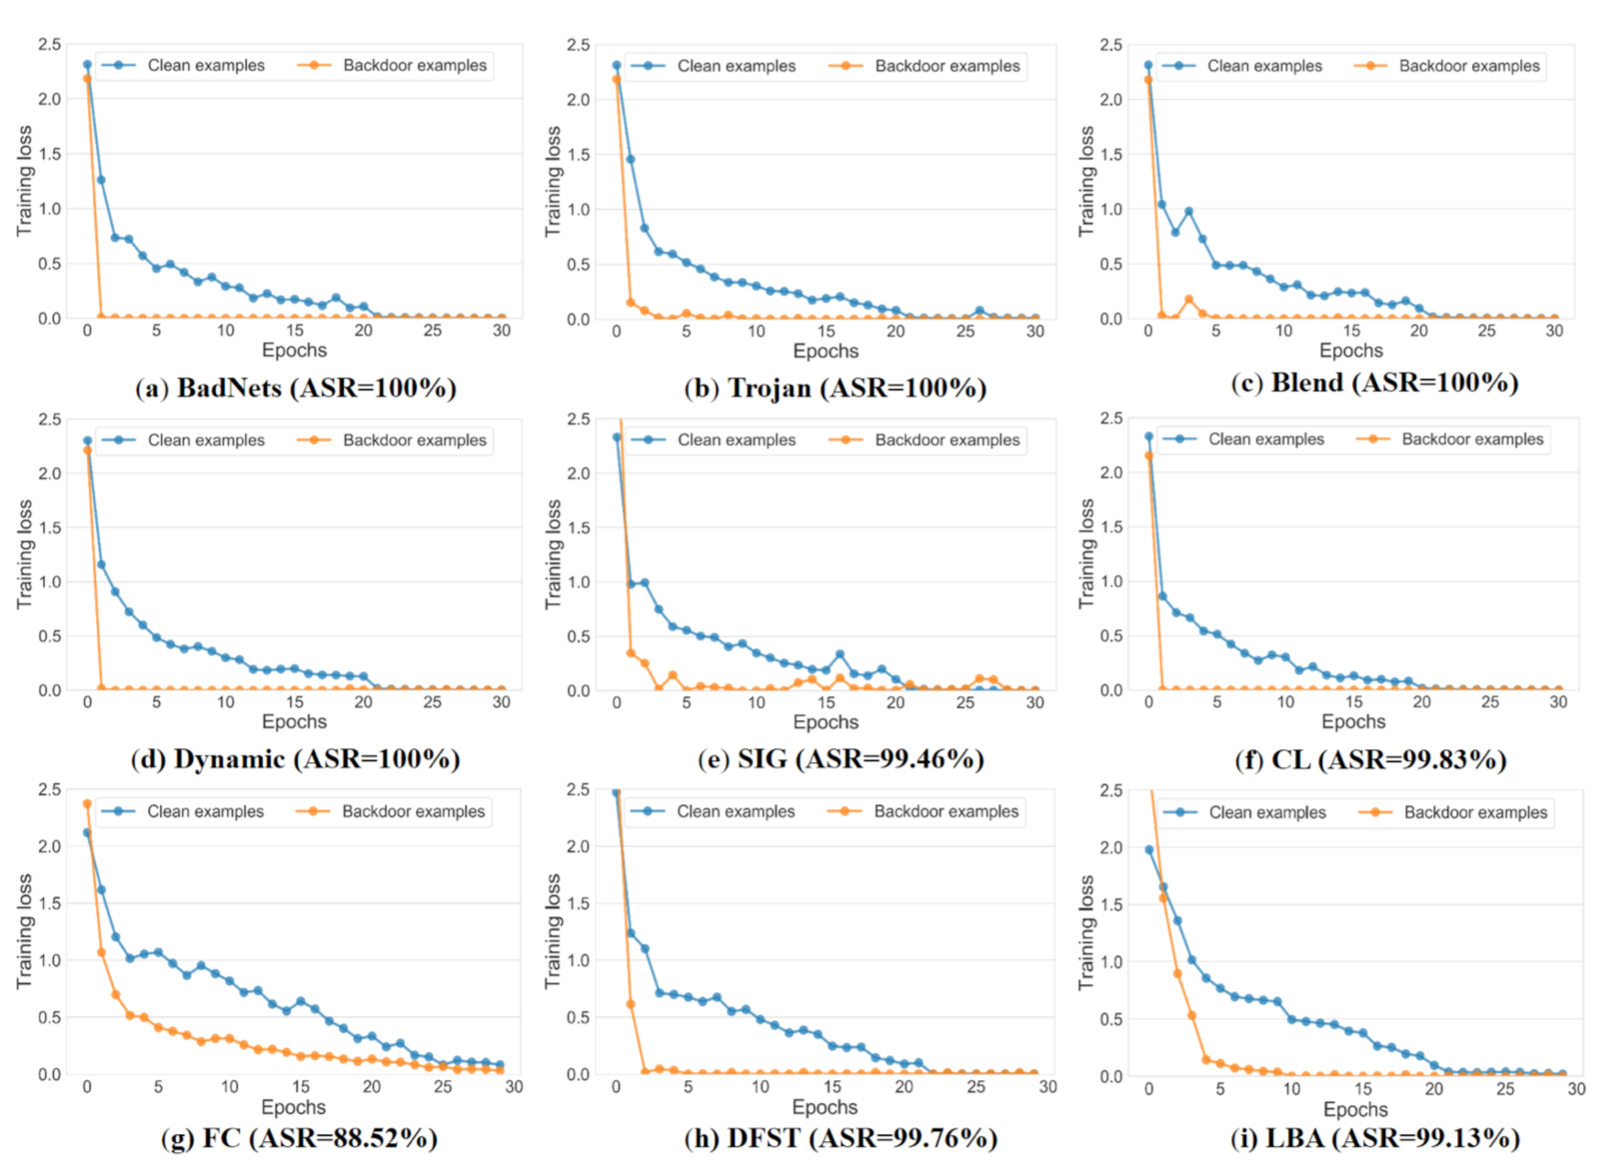 2.5
2.0
1.5
1.0
0.5
0.0
Training loss
Clean examples Backdoor examples
0 5 10 15 20 25 30
Epochs
(a) BadNets (ASR=100%)
2.5
2.0
1.5
1.0
0.5
0.0
Training loss
Clean examples Backdoor examples
0 5 10 15 20 25 30
Epochs
(b) Trojan (ASR=100%)
2.5
2.0
1.5
1.0
0.5
0.0
Training loss
Clean examples Backdoor examples
0 5 10 15 20 25 30
Epochs
(c) Blend (ASR=100%)
2.5
2.0
1.5
1.0
0.5
0.0
Training loss
Clean examples Backdoor examples
0 5 10 15 20 25 30
Epochs
(d) Dynamic (ASR=100%)
2.5
2.0
1.5
1.0
0.5
0.0
Training loss
Clean examples Backdoor examples
0 5 10 15 20 25 30
Epochs
(e) SIG (ASR=99.46%)
2.5
2.0
1.5
1.0
0.5
0.0
Training loss
Clean examples Backdoor examples
0 5 10 15 20 25 30
Epochs
(f) CL (ASR=99.83%)
2.5
2.0
1.5
1.0
0.5
0.0
Training loss
Clean examples Backdoor examples
0 5 10 15 20 25 30
Epochs
(g) FC (ASR=88.52%)
2.5
2.0
1.5
1.0
0.5
0.0
Training loss
Clean examples Backdoor examples
0 5 10 15 20 25 30
Epochs
(h) DFST (ASR=99.76%)
2.5
2.0
1.5
1.0
0.5
0.0
Training loss
Clean examples Backdoor examples
0 5 10 15 20 25 30
Epochs
(i) LBA (ASR=99.13%)